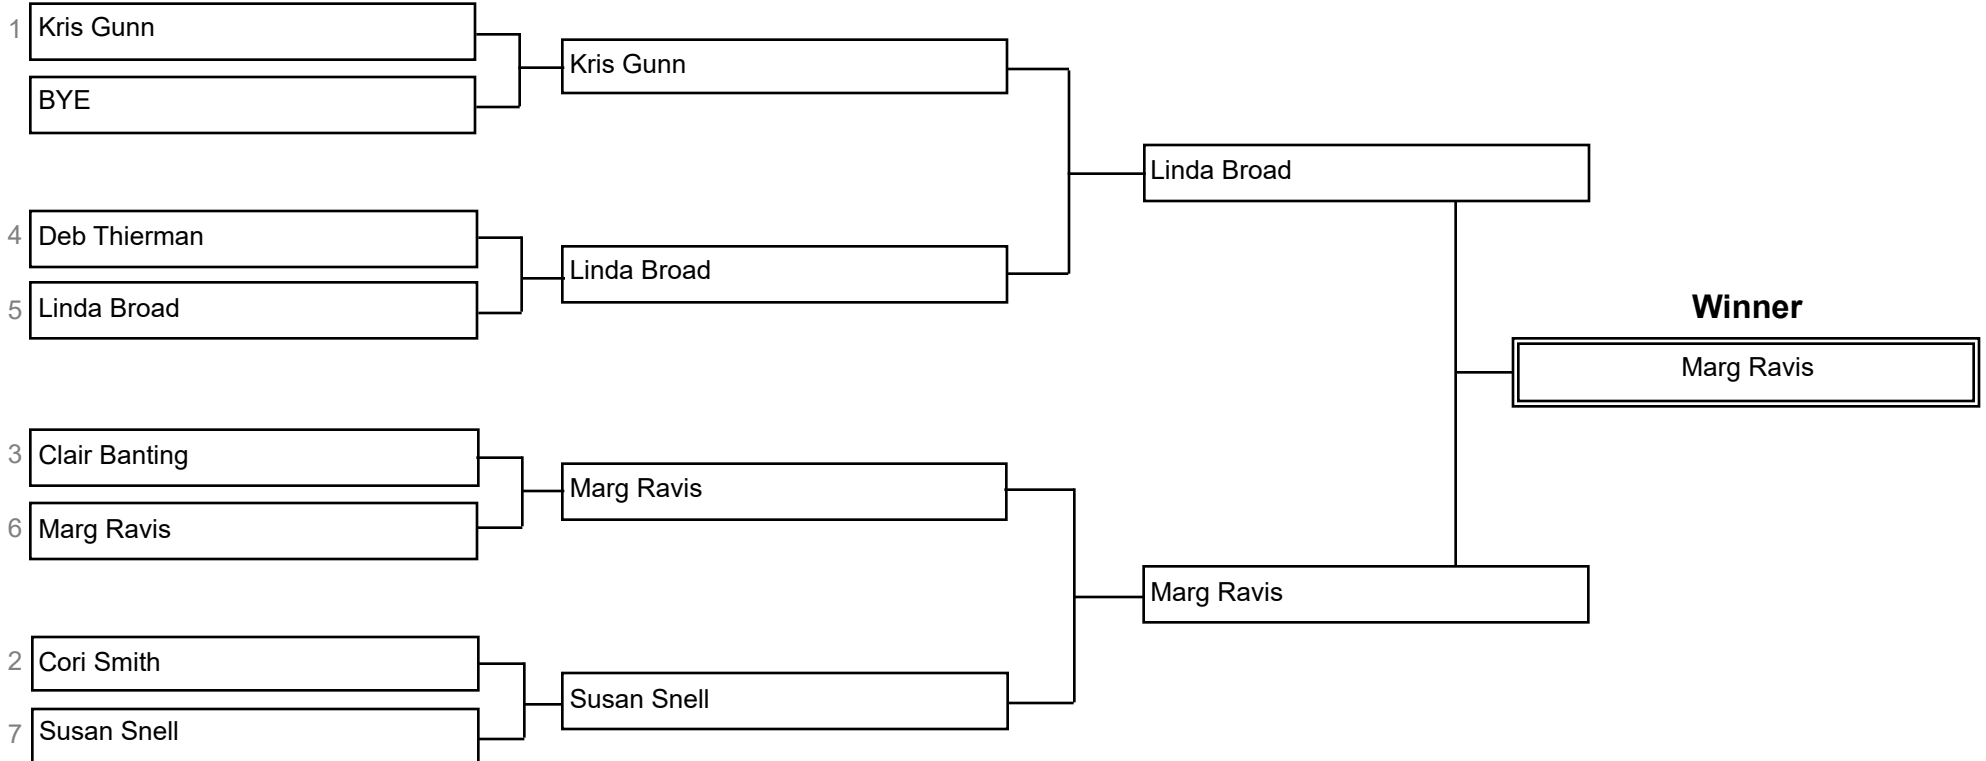 1 Kris Gunn
BYE
Kris Gunn
4 Deb Thierman
5 Linda Broad
Linda Broad
Linda Broad
3 Clair Banting
6 Marg Ravis
Marg Ravis
2 Cori Smith
7 Susan Snell
Susan Snell
Marg Ravis
Winner
Marg Ravis